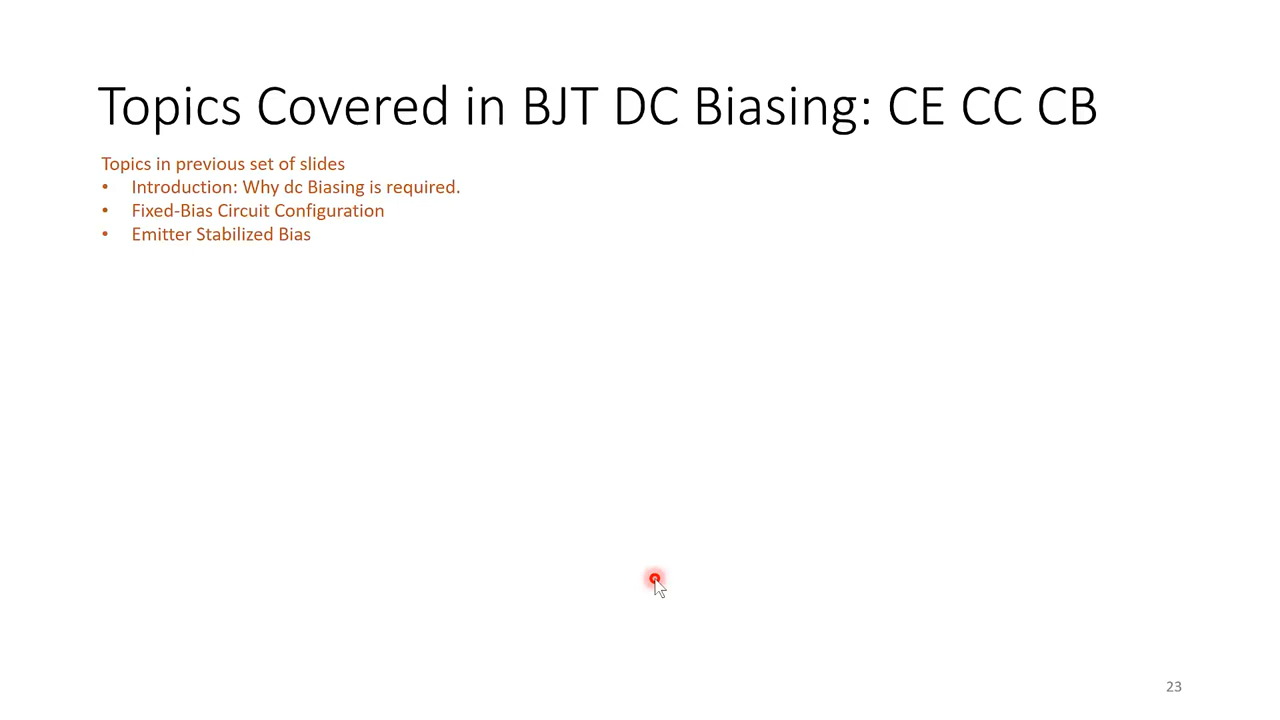 Topics Covered in BJT DC Biasing: CE CC CB
Topics in previous set of slides
• Introduction: Why dc Biasing is required.
• Fixed-Bias Circuit Configuration
• Emitter Stabilized Bias
23